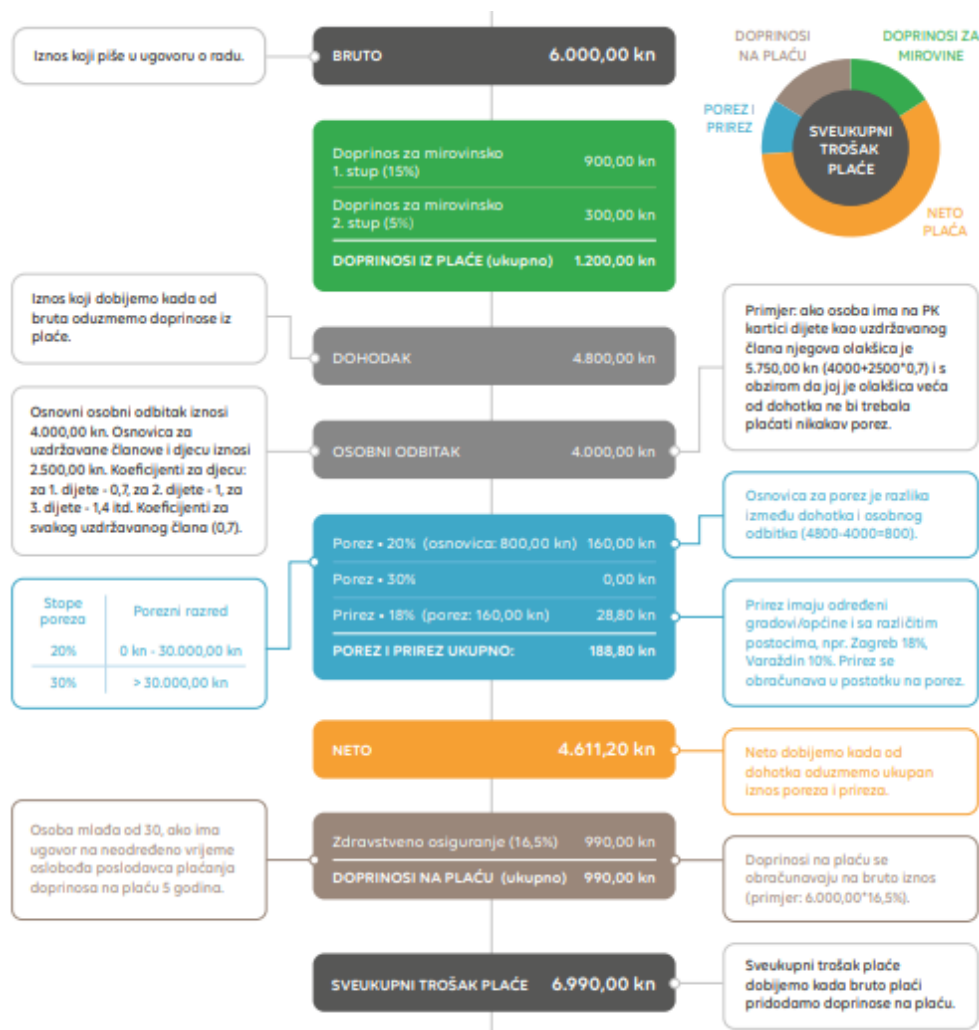 Iznos koji piše u ugovoru o radu.
BRUTO 6.000,00 kn
DOPRINOSI
NA PLAĆU
DOPRINOSI ZA
MIROVINE
POREZ I
PRIREZ
SVEUKUPNI
TROŠAK
PLAĆE
NETO
PLAĆA
Doprinos za mirovinsko
1. stup (15%) 900,00 kn
Doprinos za mirovinsko
2. stup (5%) 300,00 kn
DOPRINOSI IZ PLAĆE (ukupno) 1.200,00 kn
Iznos koji dobijemo kada od
bruta oduzmemo doprinose iz
plaće.
DOHODAK 4.800,00 kn
Primjer: ako osoba ima na PK
kartici dijete kao uzdržavanog
člana njegova olakšica je
5.750,00 kn (4000+2500*0,7) i s
obzirom da joj je olakšica veća
od dohotka ne bi trebala
plaćati nikakav porez.
Osnovni osobni odbitak iznosi
4.000,00 kn. Osnovica za
uzdržavane članove i djecu iznosi
2.500,00 kn. Koeficijenti za djecu:
za 1. dijete - 0,7, za 2. dijete - 1, za
3. dijete - 1,4 itd. Koeficijenti za
svakog uzdržavanog člana (0,7).
OSOBNI ODBITAK 4.000,00 kn
Osnovica za porez je razlika
između dohotka i osobnog
odbitka (4800-4000=800).
Porez • 20% (osnovica: 800,00 kn) 160,00 kn
Porez • 30% 0,00 kn
Prirez • 18% (porez: 160,00 kn) 28,80 kn
POREZ I PRIREZ UKUPNO: 188,80 kn
Stope
poreza
Porezni razred
20% 0 kn - 30.000,00 kn
30% > 30.000,00 kn
Prirez imaju određeni
gradovi/općine i sa različitim
postocima, npr. Zagreb 18%,
Varaždin 10%. Prirez se
obračunava u postotku na porez.
NETO 4.611,20 kn
Neto dobijemo kada od
dohotka oduzmemo ukupan
iznos poreza i prireza.
Osoba mlađa od 30, ako ima
ugovor na neodređeno vrijeme
oslobođa poslodavca plaćanja
doprinosa na plaću 5 godina.
Zdravstveno osiguranje (16,5%) 990,00 kn
DOPRINOSI NA PLAĆU (ukupno) 990,00 kn
Doprinosi na plaću se
obračunavaju na bruto iznos
(primjer: 6.000,00*16,5%).
SVEUKUPNI TROŠAK PLAĆE 6.990,00 kn
Sveukupni trošak plaće
dobijemo kada bruto plaći
pridodamo doprinose na plaću.